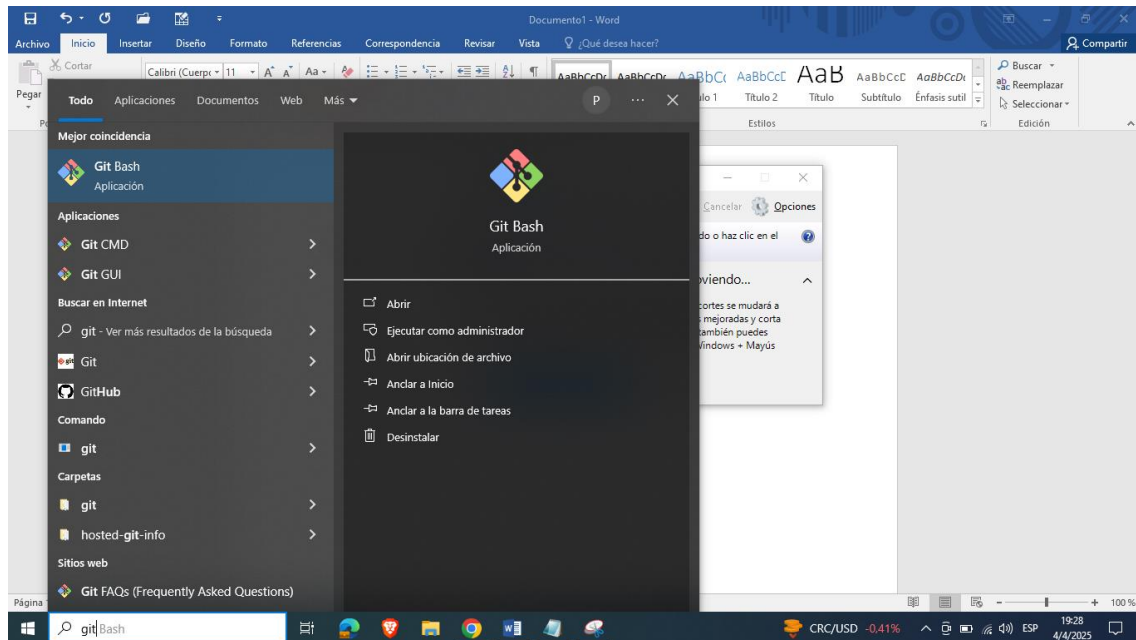 Documento1 - Word
Archivo Inicio Insertar Diseño Formato Referencias Correspondencia Revisar Vista ¿Qué desea hacer? Compartir
Cortar
Calibri (Cuerpo 11
Aa
AaBbCcDc AaBbCcDc AaBbCc AaBbCcC AaB AaBbCcD AaBbCcDc
Buscar
Reemplazar
Seleccionar
Pegar
Título 2 Título Subtítulo Énfasis sutil
Estilos
Edición
Todo Aplicaciones Documentos Web Más
P
Mejor coincidencia
Git Bash
Aplicación
Aplicaciones
Git CMD
Git GUI
Buscar en Internet
git - Ver más resultados de la búsqueda
Git
GitHub
Comando
git
Carpetas
git
hosted-git-info
Sitios web
Git FAQs (Frequently Asked Questions)
Git Bash
Aplicación
Abrir
Ejecutar como administrador
Abrir ubicación de archivo
Anclar a Inicio
Anclar a la barra de tareas
Desinstalar
Cancelar Opciones
do o haz clic en el
oviendo...
cortes se mudará a
mejoradas y corta
también puedes
Windows + Mayús
Página
100 %
git Bash
CRC/USD -0,41%
ESP
19:28
4/4/2025